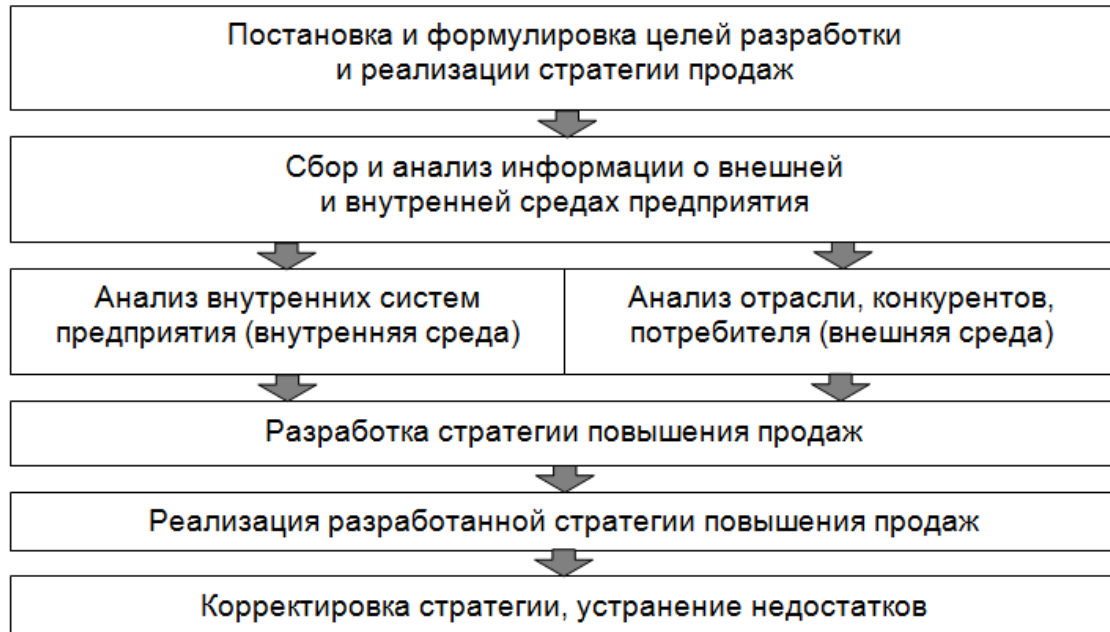 Постановка и формулировка целей разработки
и реализации стратегии продаж
Сбор и анализ информации о внешней
и внутренней средах предприятия
Анализ внутренних систем
предприятия (внутренняя среда)
Анализ отрасли, конкурентов,
потребителя (внешняя среда)
Разработка стратегии повышения продаж
Реализация разработанной стратегии повышения продаж
Корректировка стратегии, устранение недостатков